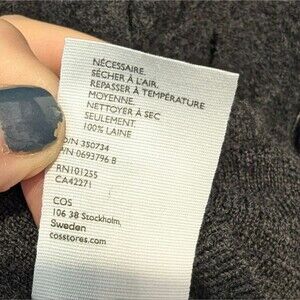 NÉCESSAIRE.
SÉCHER À L'AIR.
REPASSER À TEMPÉRATURE
MOYENNE.
NETTOYER À SEC
SEULEMENT.
100% LAINE
O/N 350734
P/N 0693796 B
RN101255
CA42271
COS
106 38 Stockholm,
Sweden
cosstores.com